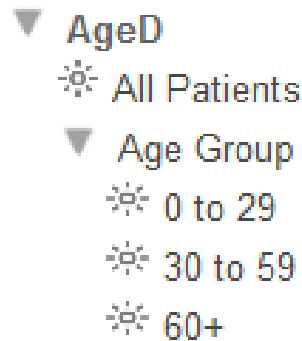 AgeD
All Patients
Age Group
0 to 29
30 to 59
60+